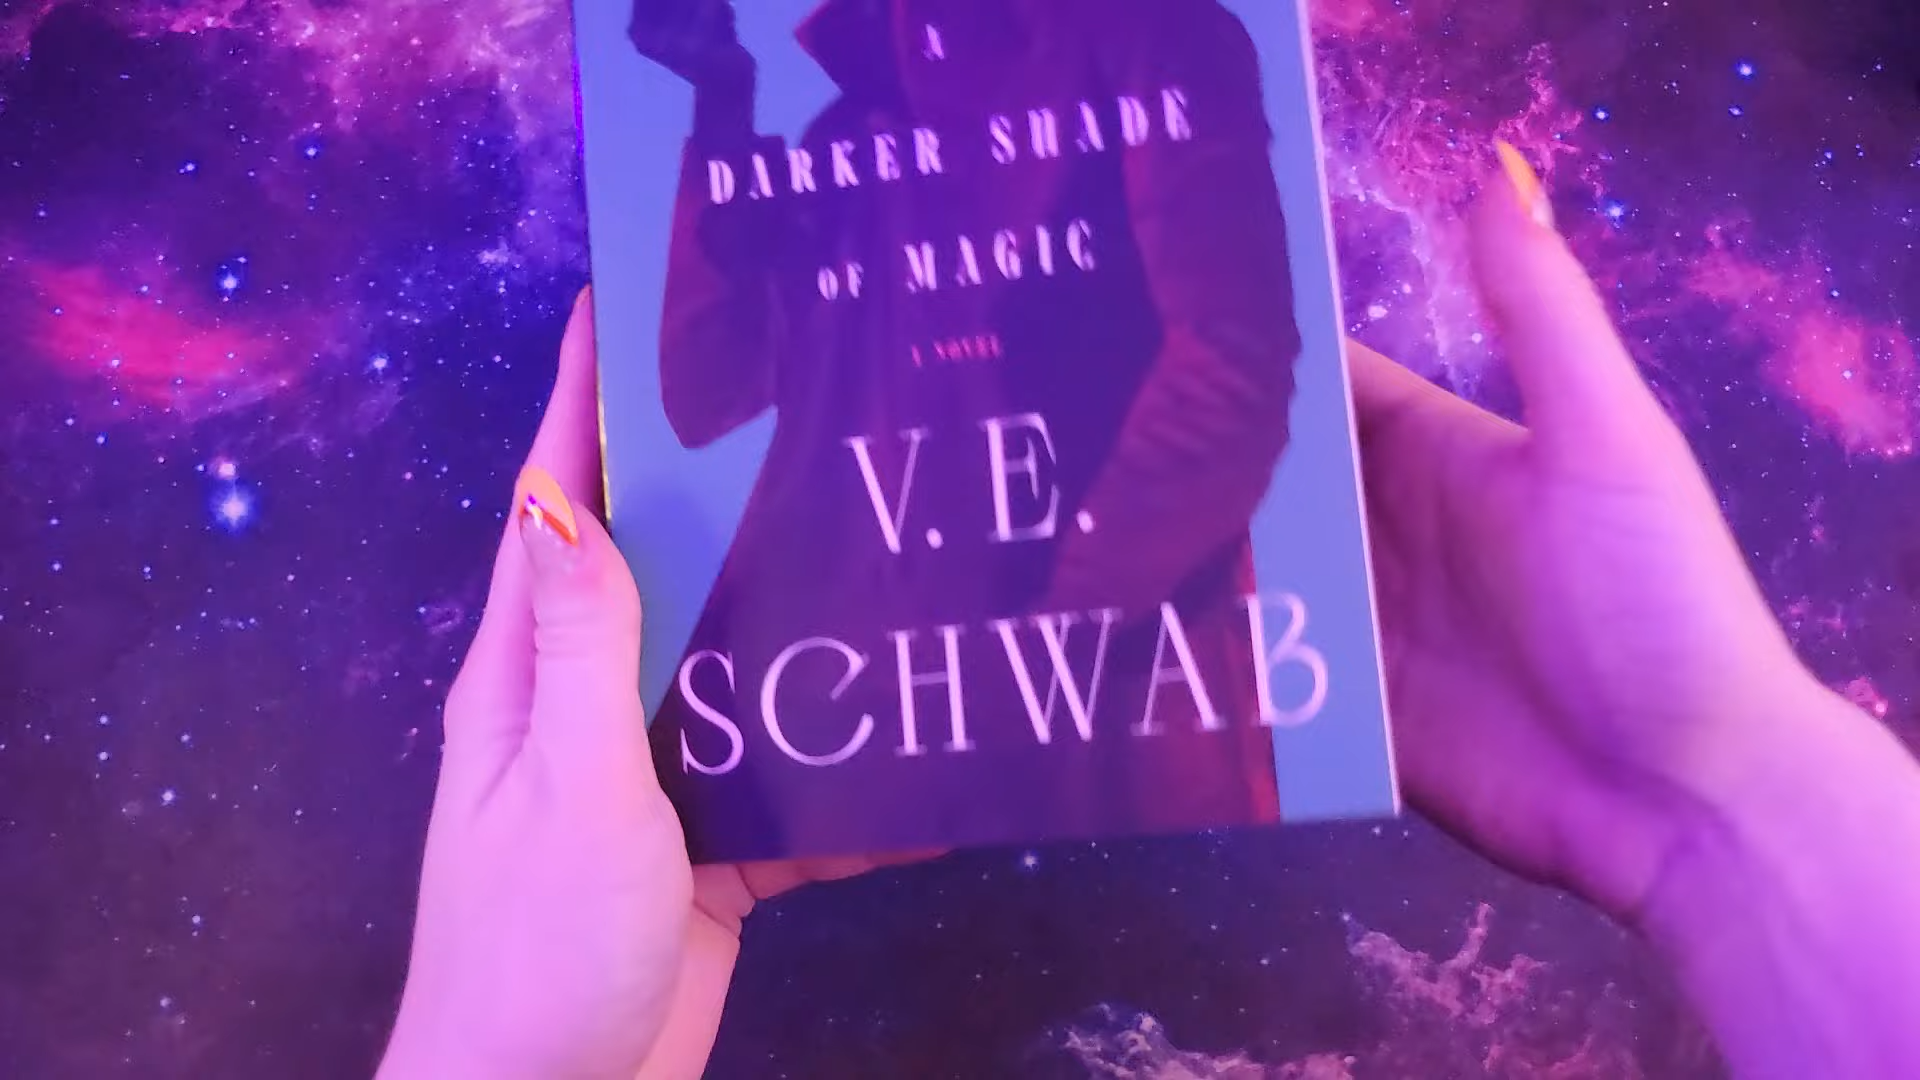 A
DARKER SHADE
OF MAGIC
A NOVEL
V. E.
SCHWAB